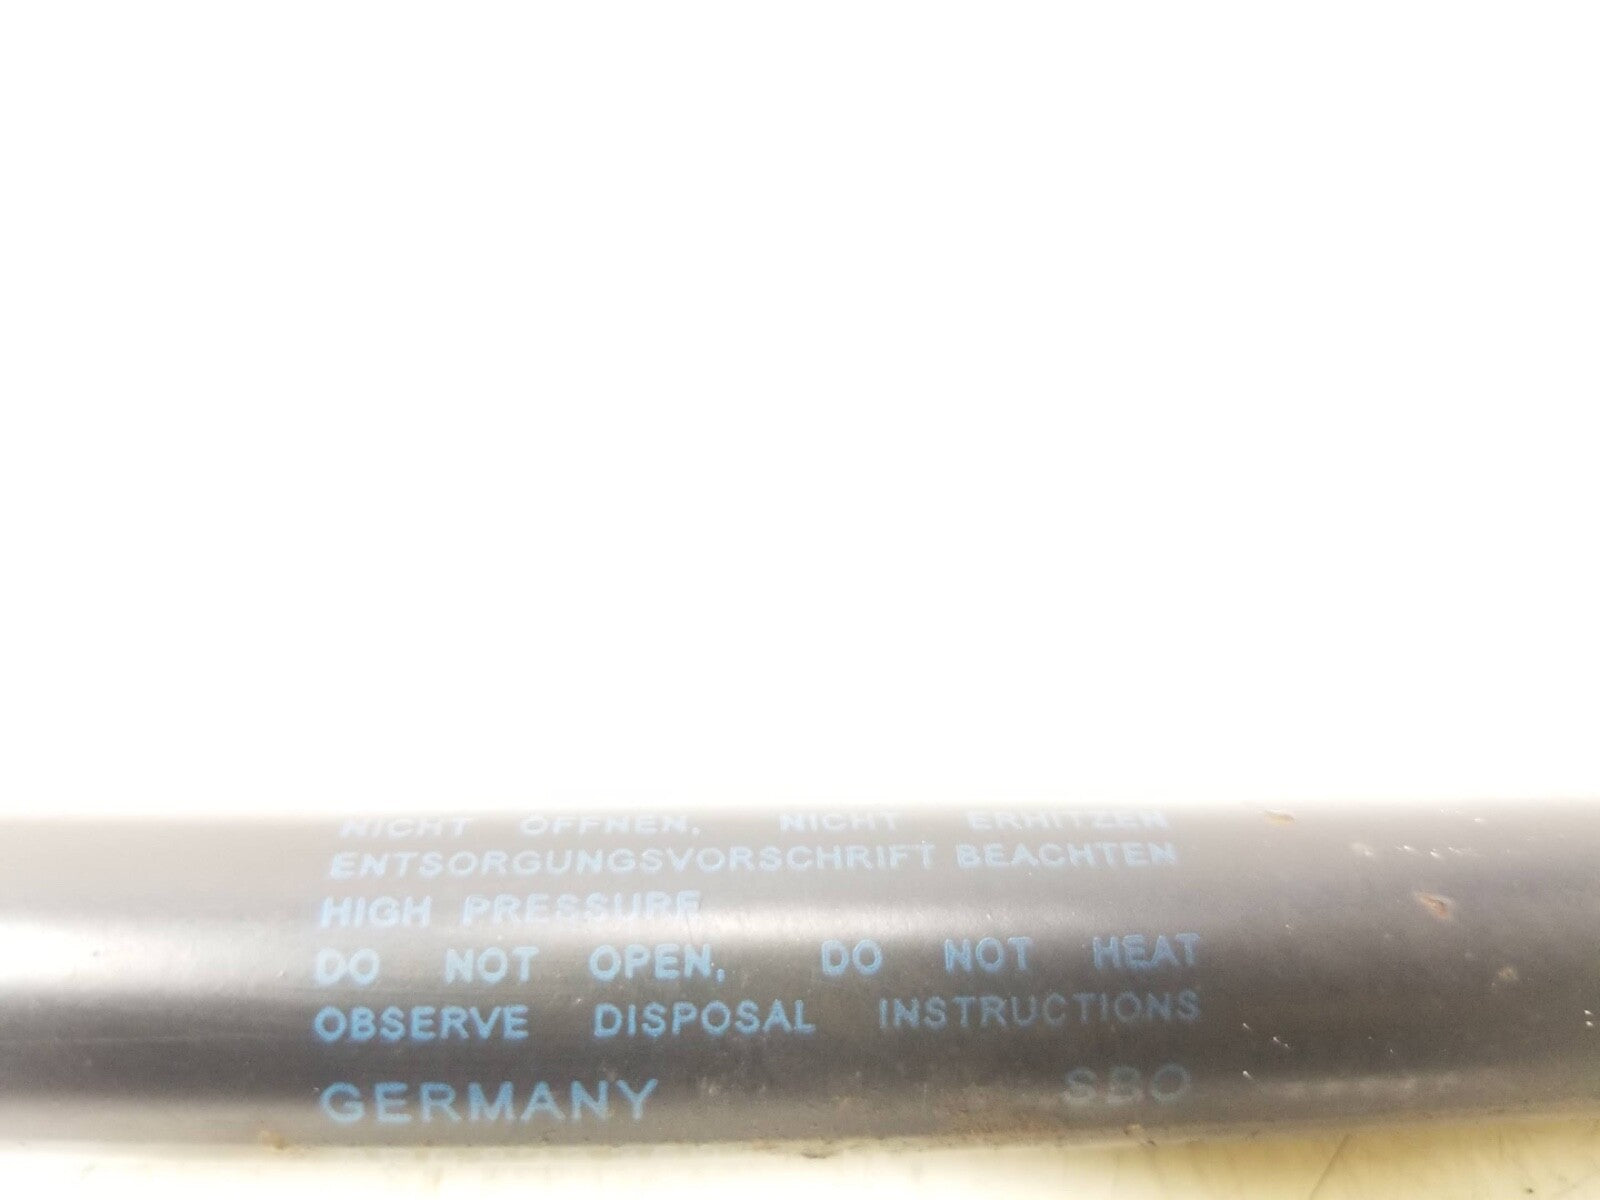 NICHT ÖFFNEN, NICHT ERHITZEN
ENTSORGUNGSVORSCHRIFT BEACHTEN
HIGH PRESSURE
DO NOT OPEN, DO NOT HEAT
OBSERVE DISPOSAL INSTRUCTIONS
GERMANY SBO